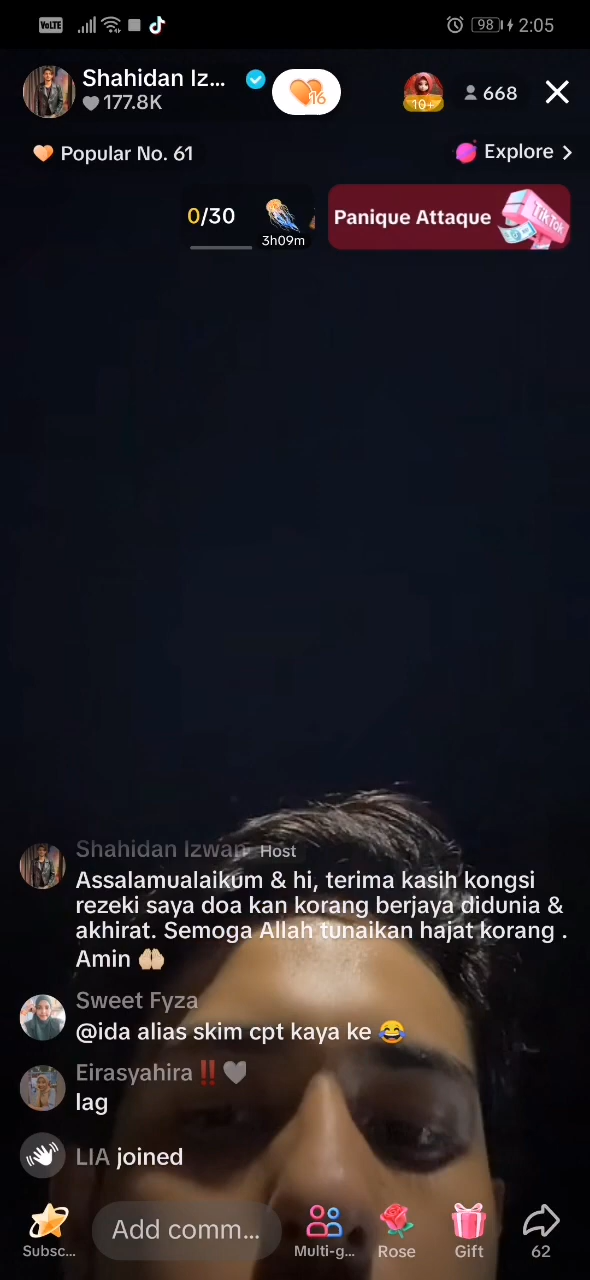 VoLTE
98
2:05
Shahidan Iz...
177.8K
16
10+
668
Popular No. 61
Explore >
0/30
3h09m
Panique Attaque
TikTok
Shahidan Izwan Host
Assalamualaikum & hi, terima kasih kongsi
rezeki saya doa kan korang berjaya didunia &
akhirat. Semoga Allah tunaikan hajat korang .
Amin 🤲🏼
Sweet Fyza
@ida alias skim cpt kaya ke 😂
Eirasyahira‼️🩶
lag
LIA joined
Subsc...
Add comm...
Multi-g...
Rose
Gift
62